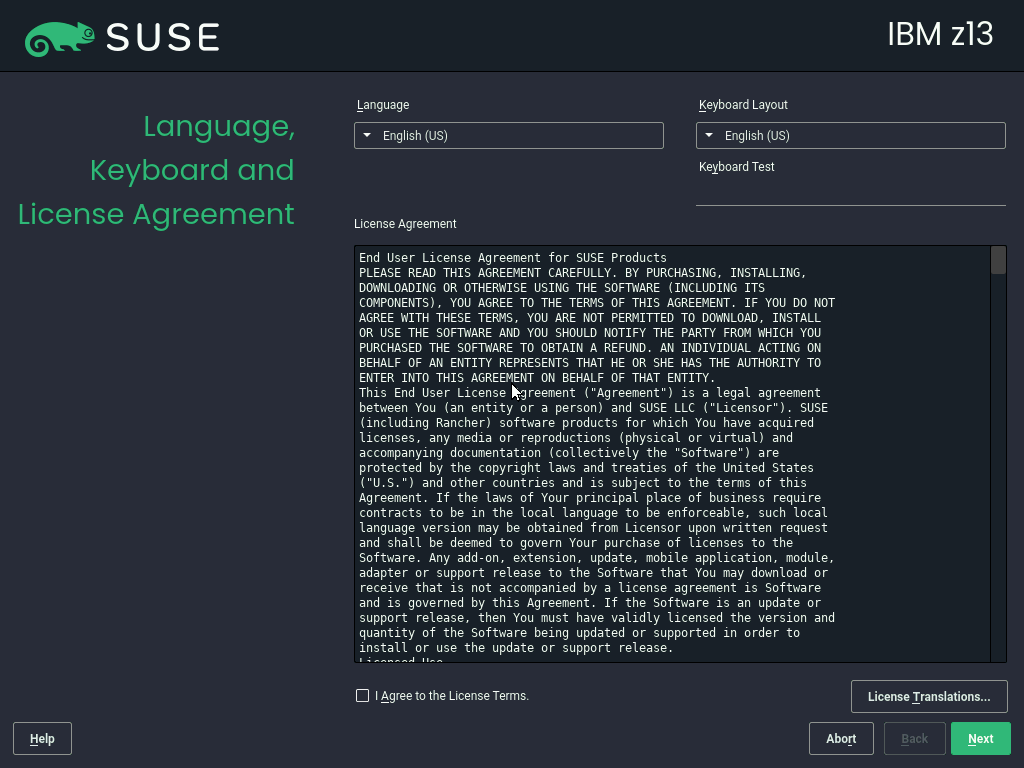 SUSE
IBM z13
Language,
Keyboard and
License Agreement
Language
Keyboard Layout
English (US)
English (US)
Keyboard Test
License Agreement
End User License Agreement for SUSE Products
PLEASE READ THIS AGREEMENT CAREFULLY. BY PURCHASING, INSTALLING,
DOWNLOADING OR OTHERWISE USING THE SOFTWARE (INCLUDING ITS
COMPONENTS), YOU AGREE TO THE TERMS OF THIS AGREEMENT. IF YOU DO NOT
AGREE WITH THESE TERMS, YOU ARE NOT PERMITTED TO DOWNLOAD, INSTALL
OR USE THE SOFTWARE AND YOU SHOULD NOTIFY THE PARTY FROM WHICH YOU
PURCHASED THE SOFTWARE TO OBTAIN A REFUND. AN INDIVIDUAL ACTING ON
BEHALF OF AN ENTITY REPRESENTS THAT HE OR SHE HAS THE AUTHORITY TO
ENTER INTO THIS AGREEMENT ON BEHALF OF THAT ENTITY.
This End User License Agreement ("Agreement") is a legal agreement
between You (an entity or a person) and SUSE LLC ("Licensor"). SUSE
(including Rancher) software products for which You have acquired
licenses, any media or reproductions (physical or virtual) and
accompanying documentation (collectively the "Software") are
protected by the copyright laws and treaties of the United States
("U.S.") and other countries and is subject to the terms of this
Agreement. If the laws of Your principal place of business require
contracts to be in the local language to be enforceable, such local
language version may be obtained from Licensor upon written request
and shall be deemed to govern Your purchase of licenses to the
Software. Any add-on, extension, update, mobile application, module,
adapter or support release to the Software that You may download or
receive that is not accompanied by a license agreement is Software
and is governed by this Agreement. If the Software is an update or
support release, then You must have validly licensed the version and
quantity of the Software being updated or supported in order to
install or use the update or support release.
Licensed Use
I Agree to the License Terms.
License Translations...
Help
Abort
Back
Next